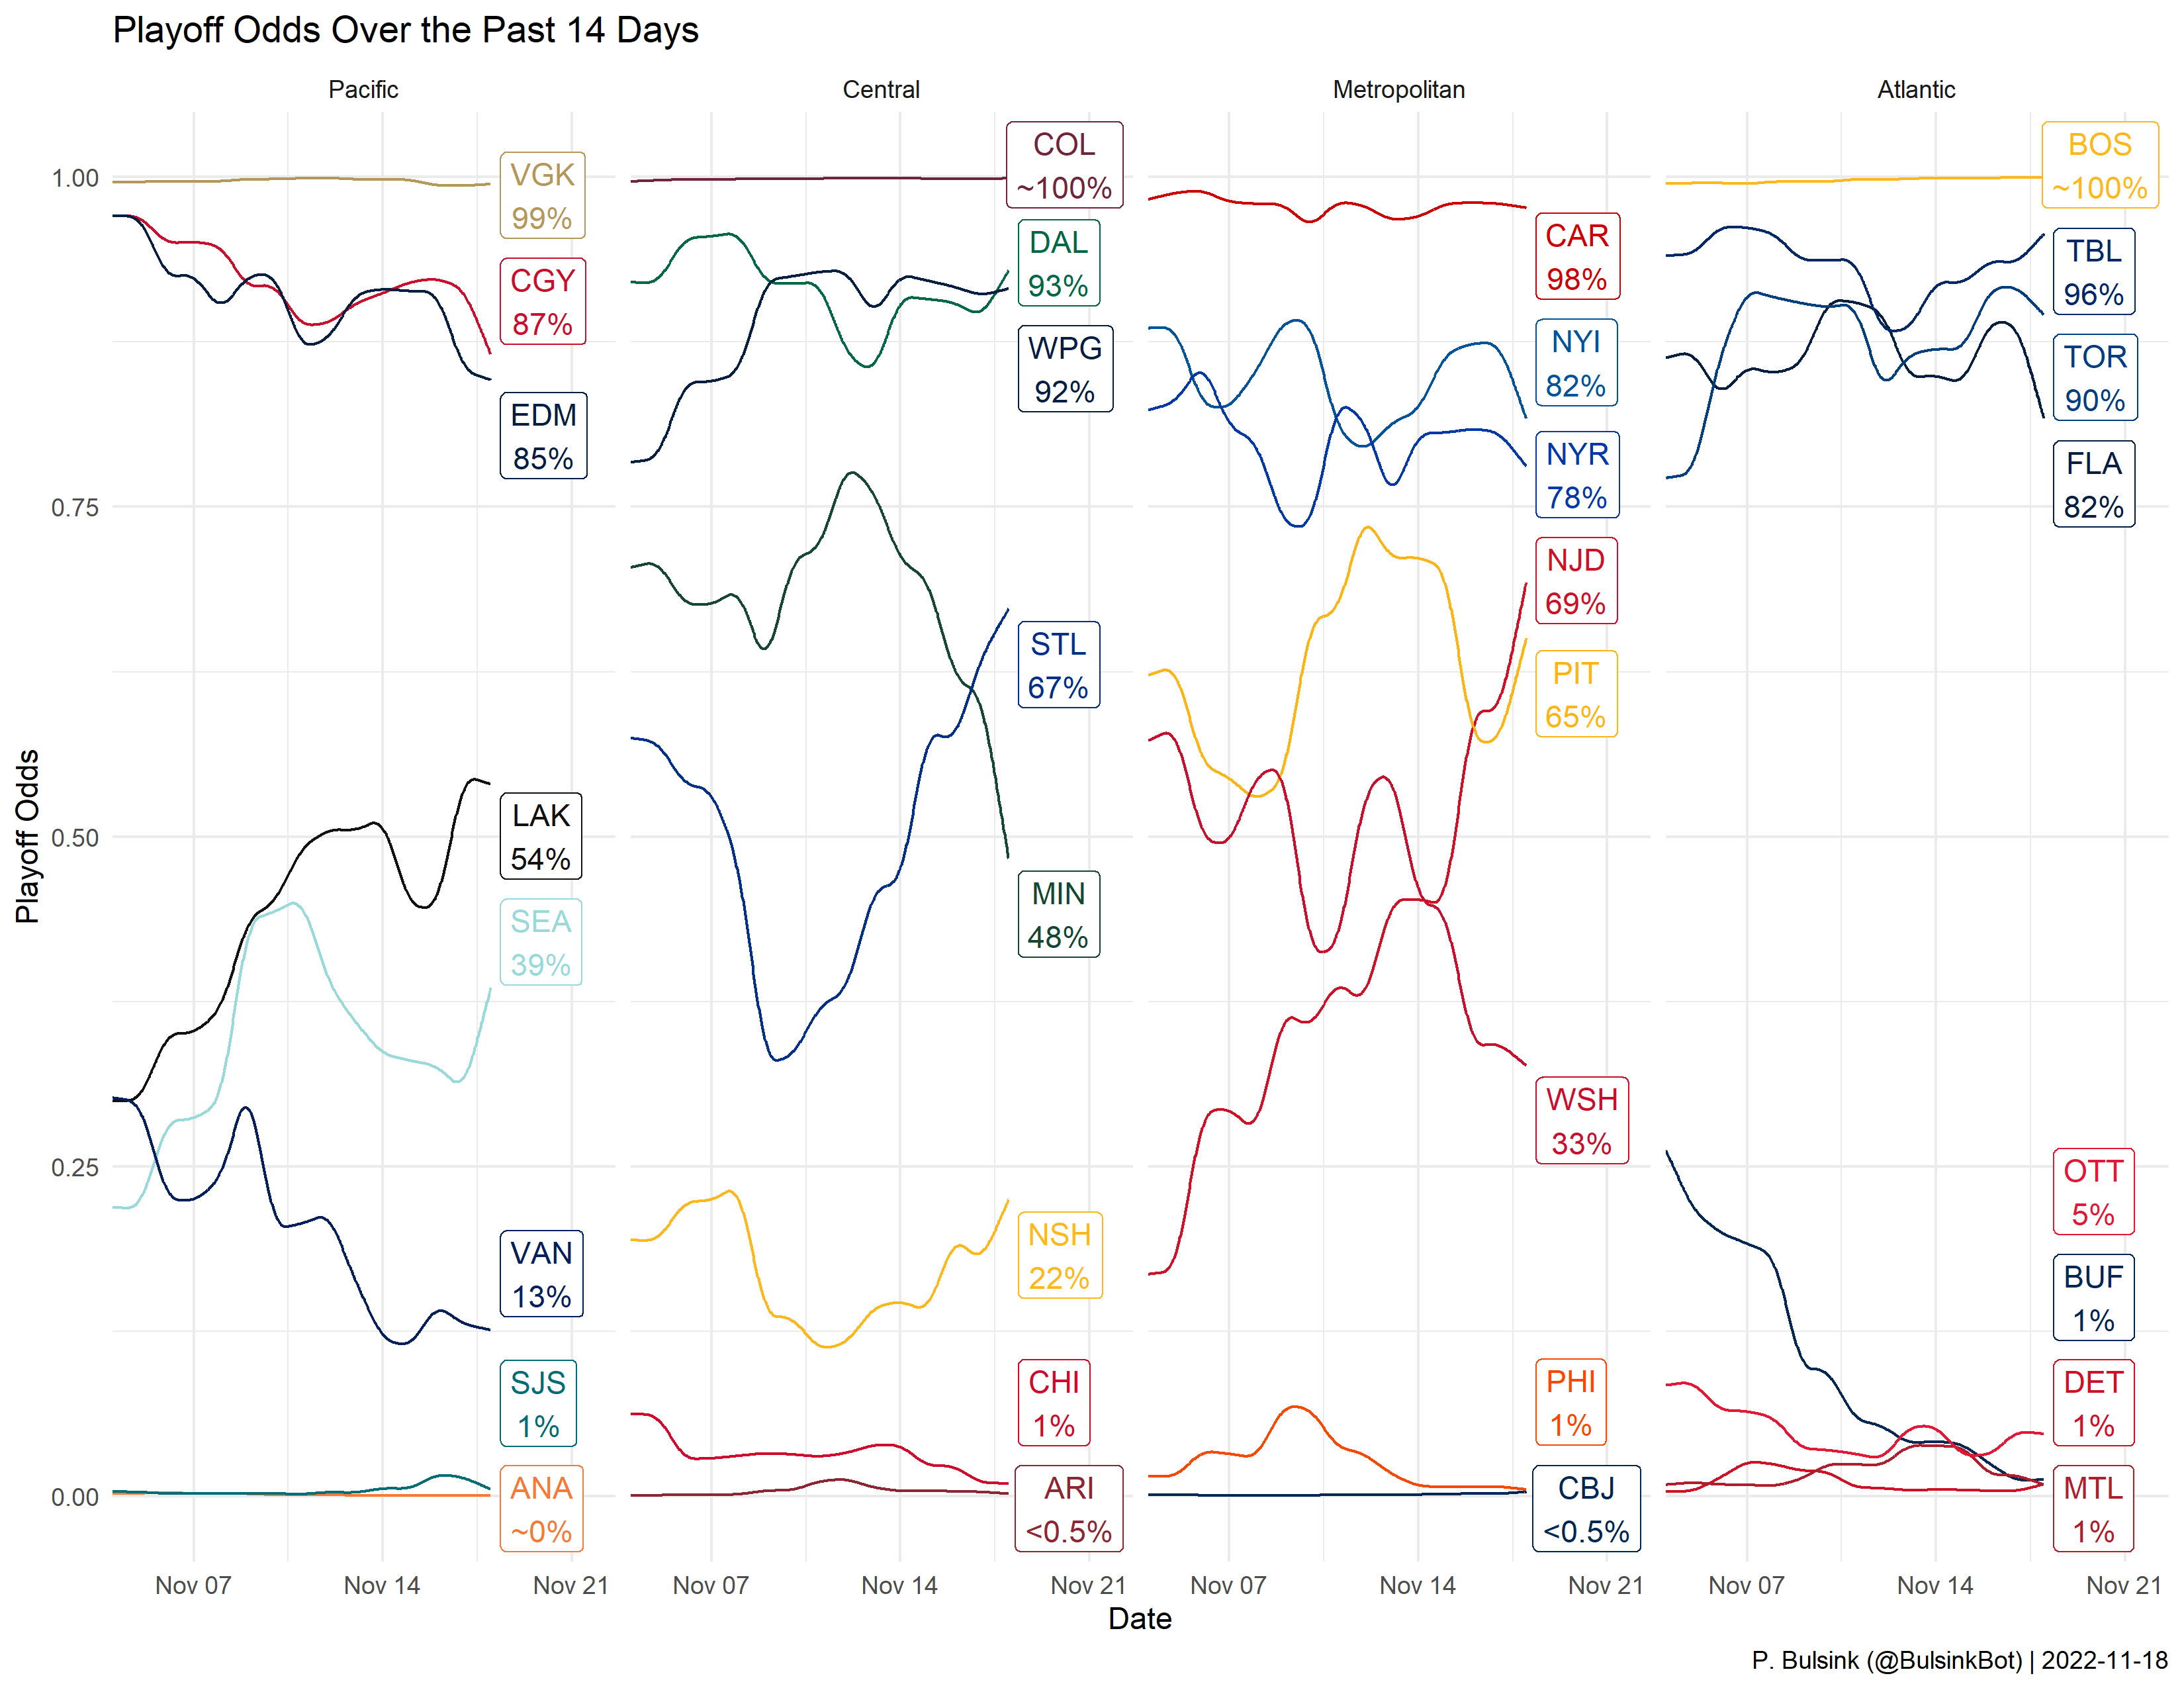 Playoff Odds Over the Past 14 Days
Pacific
Central
Metropolitan
Atlantic
Playoff Odds
1.00
0.75
0.50
0.25
0.00
VGK
99%
CGY
87%
EDM
85%
LAK
54%
SEA
39%
VAN
13%
SJS
1%
ANA
~0%
COL
~100%
DAL
93%
WPG
92%
STL
67%
MIN
48%
NSH
22%
CHI
1%
ARI
<0.5%
CAR
98%
NYI
82%
NYR
78%
NJD
69%
PIT
65%
WSH
33%
PHI
1%
CBJ
<0.5%
BOS
~100%
TBL
96%
TOR
90%
FLA
82%
OTT
5%
BUF
1%
DET
1%
MTL
1%
Nov 07 Nov 14 Nov 21
Nov 07 Nov 14 Nov 21
Nov 07 Nov 14 Nov 21
Nov 07 Nov 14 Nov 21
Date
P. Bulsink (@BulsinkBot) | 2022-11-18